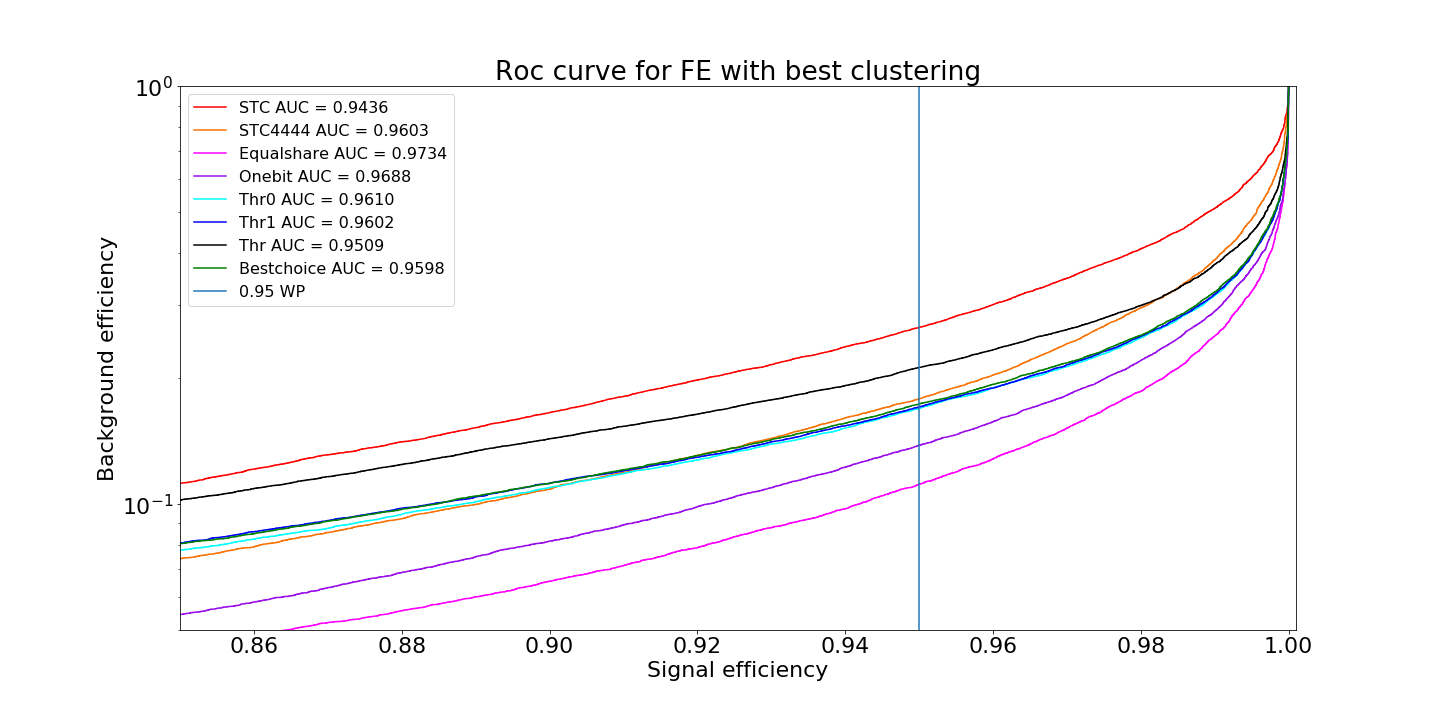 Roc curve for FE with best clustering
10⁰
STC AUC = 0.9436
STC4444 AUC = 0.9603
Equalshare AUC = 0.9734
Onebit AUC = 0.9688
Thr0 AUC = 0.9610
Thr1 AUC = 0.9602
Thr AUC = 0.9509
Bestchoice AUC = 0.9598
0.95 WP
Background efficiency
10⁻¹
0.86 0.88 0.90 0.92 0.94 0.96 0.98 1.00
Signal efficiency